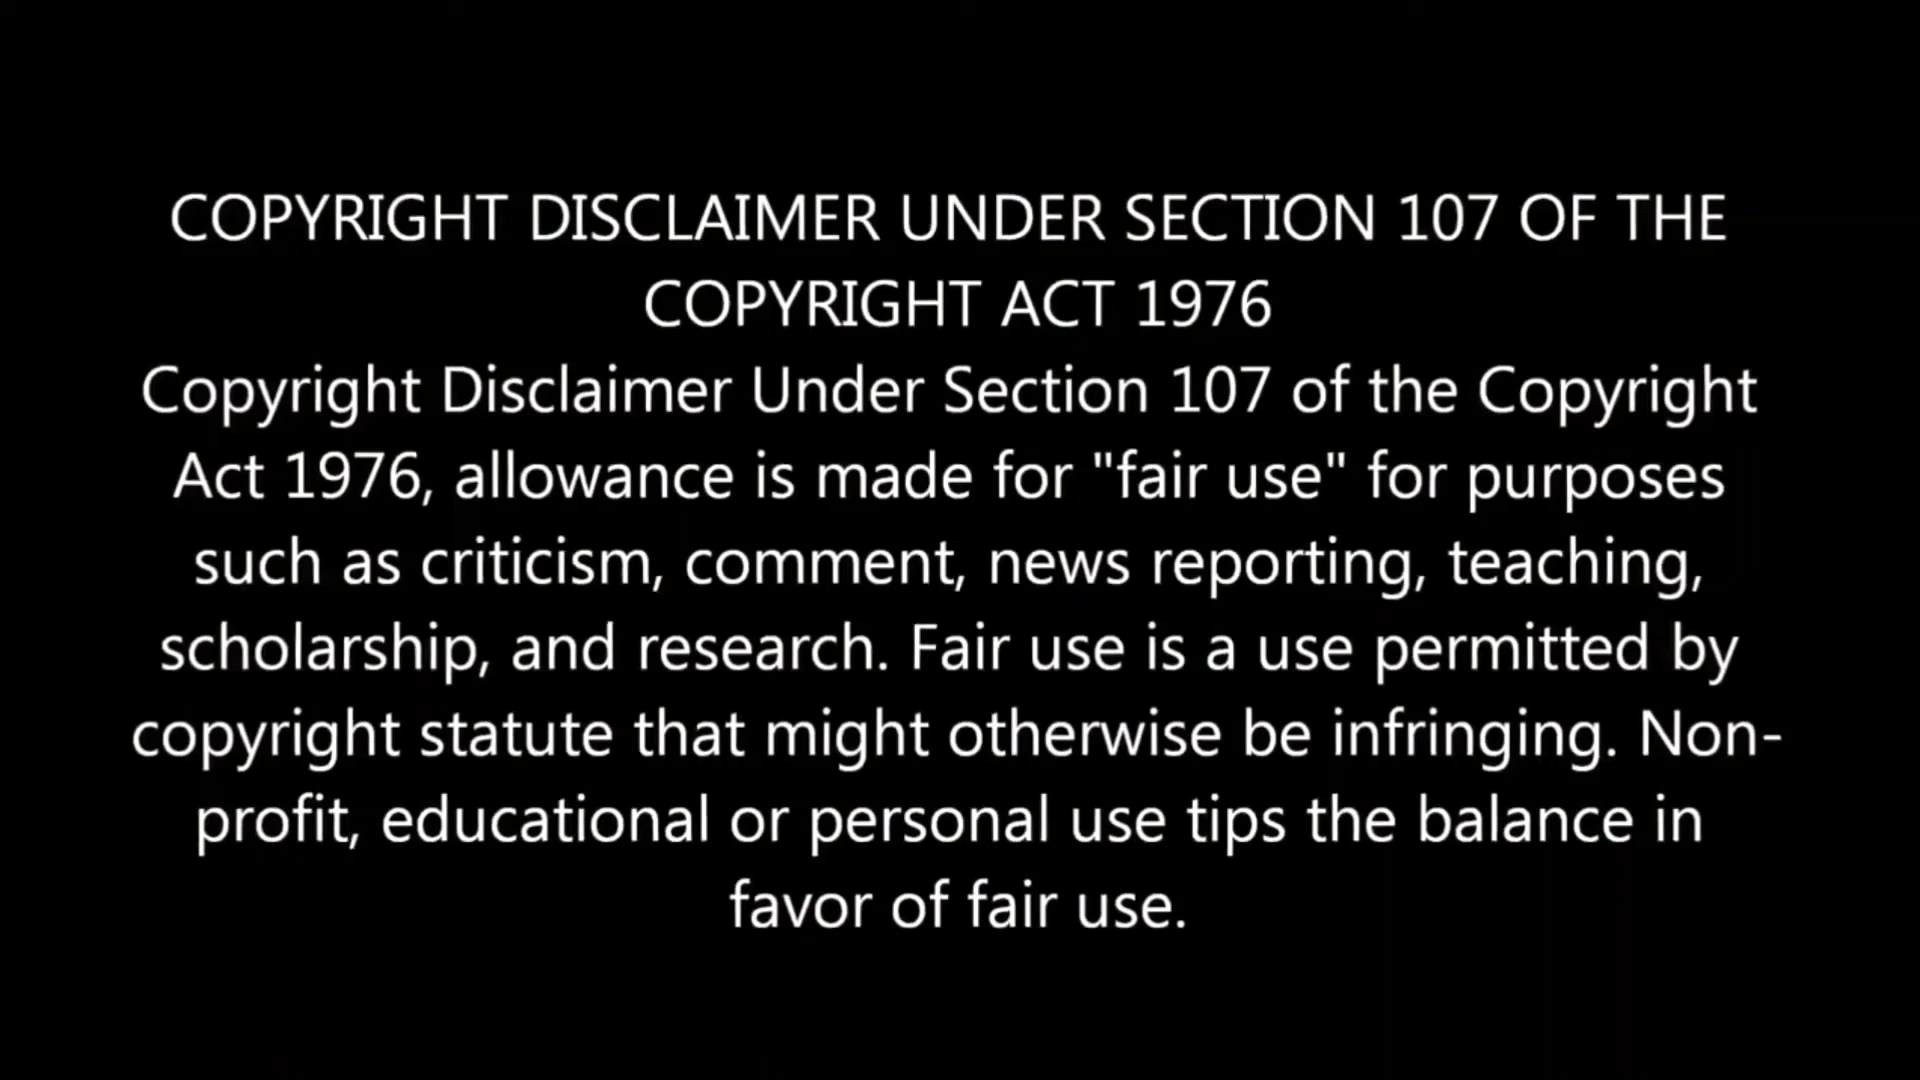 COPYRIGHT DISCLAIMER UNDER SECTION 107 OF THE
COPYRIGHT ACT 1976
Copyright Disclaimer Under Section 107 of the Copyright
Act 1976, allowance is made for "fair use" for purposes
such as criticism, comment, news reporting, teaching,
scholarship, and research. Fair use is a use permitted by
copyright statute that might otherwise be infringing. Non-
profit, educational or personal use tips the balance in
favor of fair use.